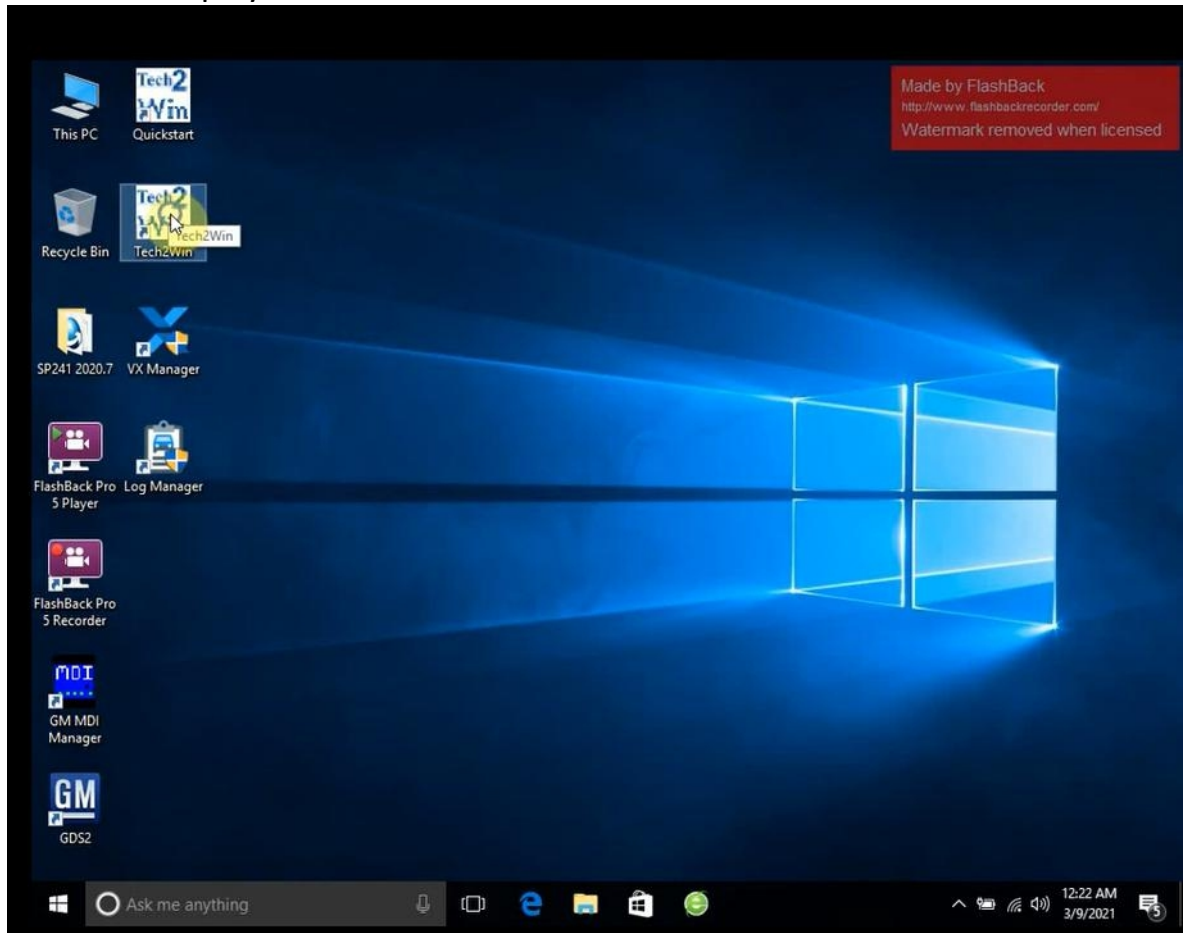 Tech2
Win
This PC
Quickstart
Made by FlashBack
http://www.flashbackrecorder.com/
Watermark removed when licensed
Tech2
Tech2Win
Recycle Bin
Tech2Win
SP241 2020.7
VX Manager
FlashBack Pro
5 Player
Log Manager
FlashBack Pro
5 Recorder
MDI
GM MDI
Manager
GM
GDS2
Ask me anything
12:22 AM
3/9/2021
5